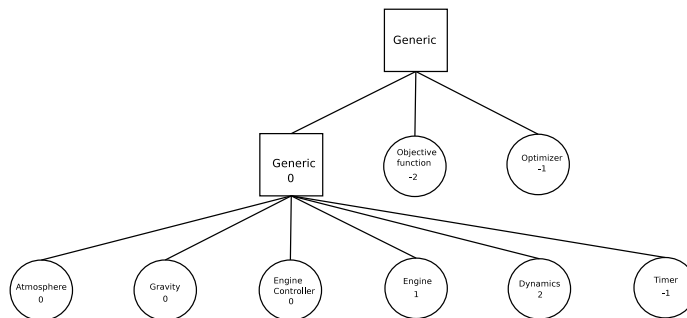 Generic
Generic
0
Objective
function
-2
Optimizer
-1
Atmosphere
0
Gravity
0
Engine
Controller
0
Engine
1
Dynamics
2
Timer
-1